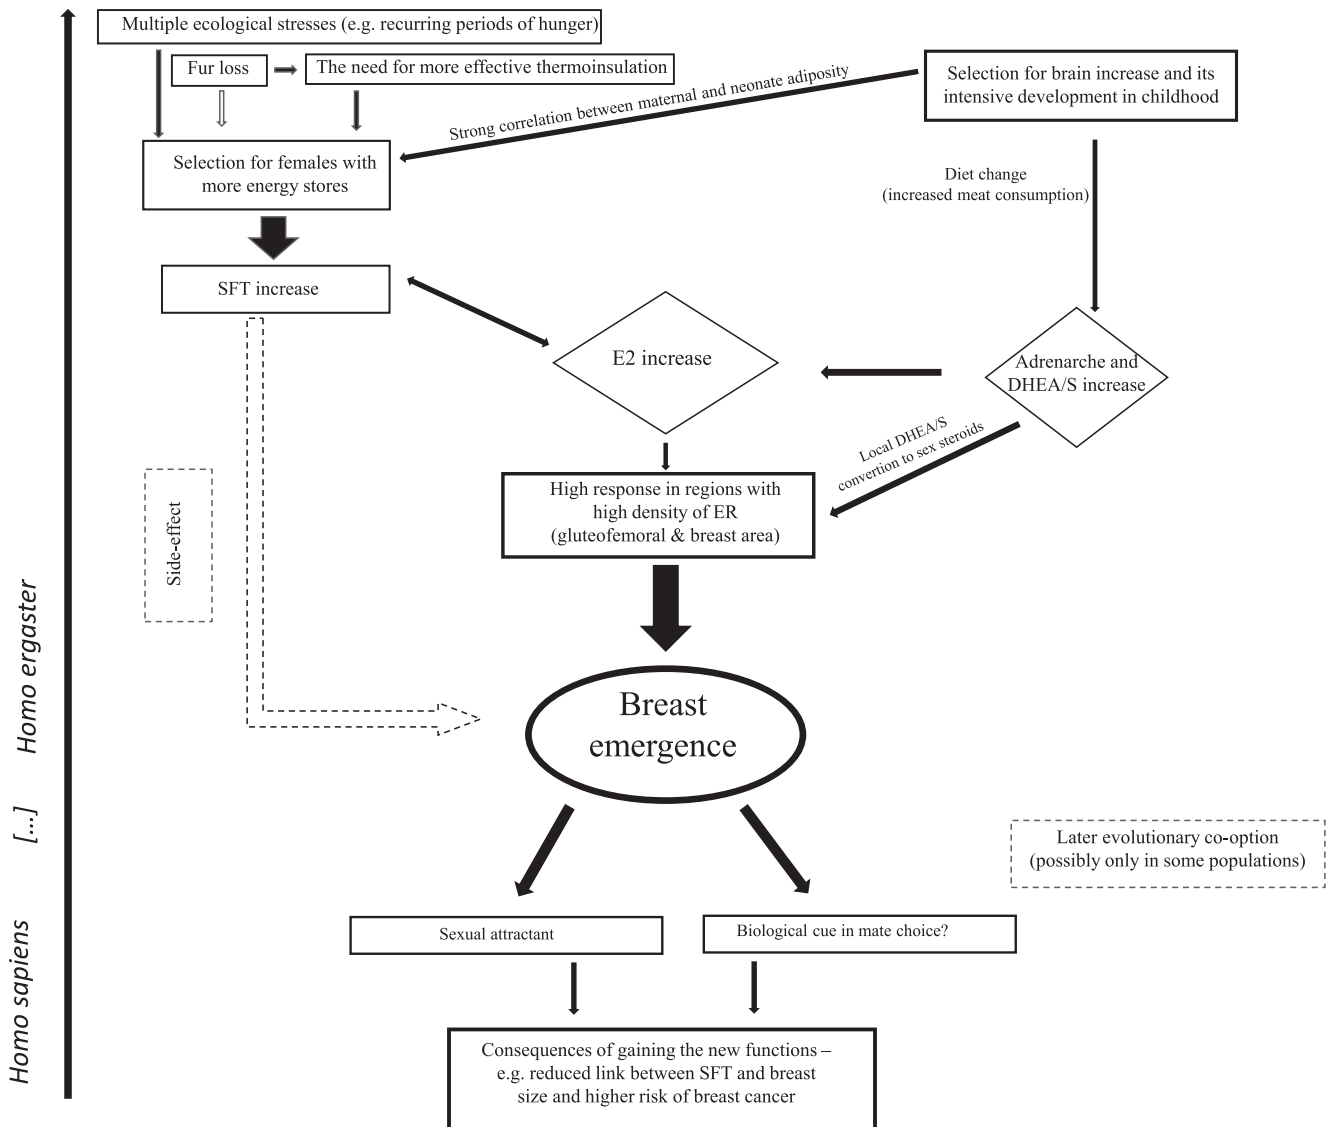 Multiple ecological stresses (e.g. recurring periods of hunger)
Fur loss
The need for more effective thermoinsulation
Selection for brain increase and its
intensive development in childhood
Strong correlation between maternal and neonate adiposity
Selection for females with
more energy stores
Diet change
(increased meat consumption)
SFT increase
E2 increase
Adrenarche and
DHEA/S increase
Local DHEA/S
convertion to sex steroids
High response in regions with
high density of ER
(gluteofemoral & breast area)
Side-effect
Homo ergaster
Breast
emergence
[...]
Later evolutionary co-option
(possibly only in some populations)
Homo sapiens
Sexual attractant
Biological cue in mate choice?
Consequences of gaining the new functions –
e.g. reduced link between SFT and breast
size and higher risk of breast cancer